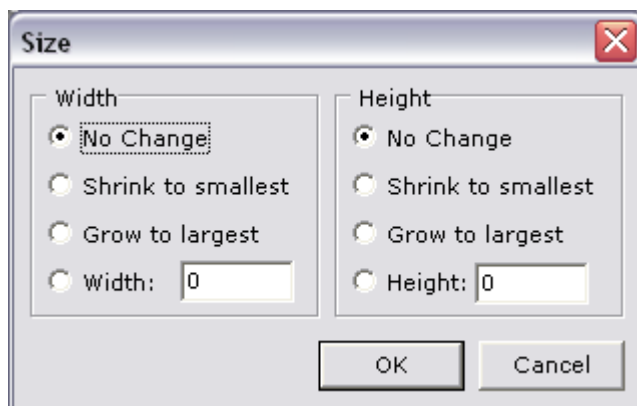 Size
Width
No Change
Shrink to smallest
Grow to largest
Width: 0
Height
No Change
Shrink to smallest
Grow to largest
Height: 0
OK
Cancel